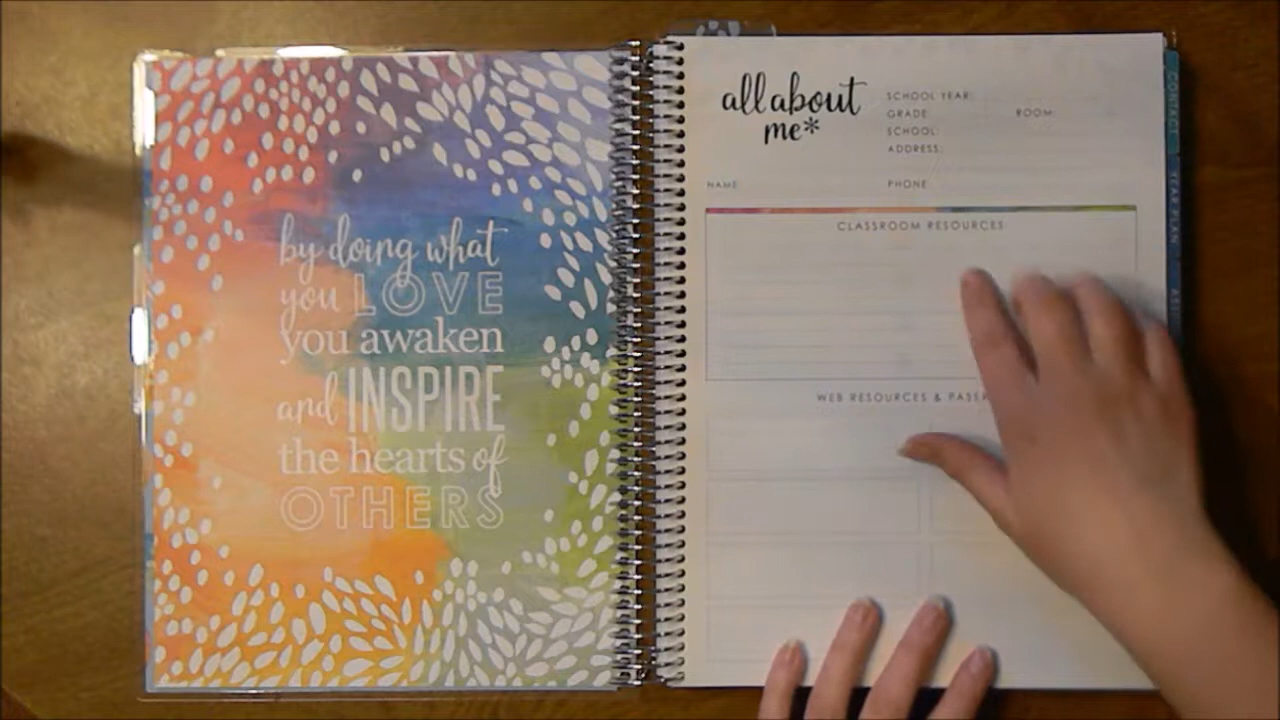 by doing what
you LOVE
you awaken
and INSPIRE
the hearts of
OTHERS
all about
me*
SCHOOL YEAR:
GRADE: ROOM:
SCHOOL:
ADDRESS:
NAME: PHONE:
CLASSROOM RESOURCES
WEB RESOURCES &
CONTACT
YEAR PLAN